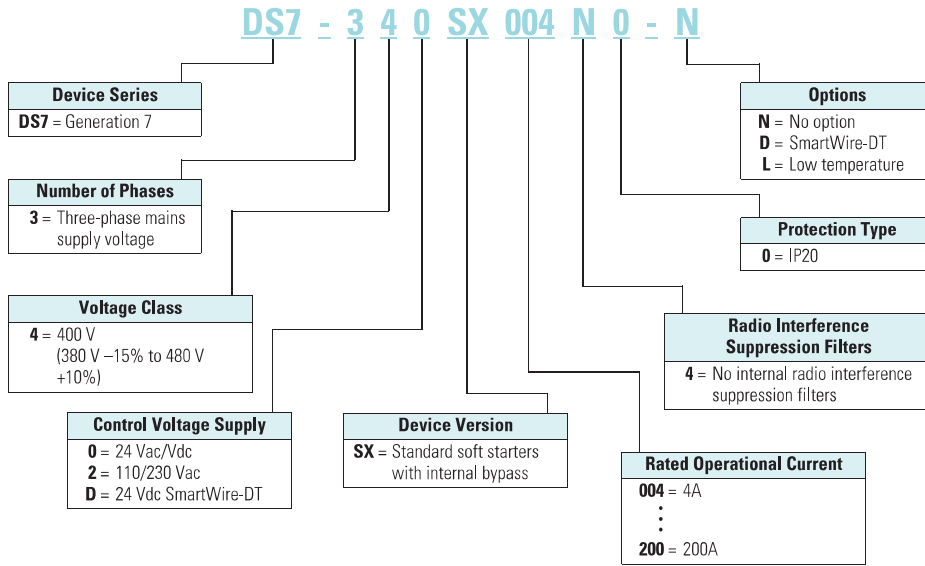 DS7 - 3 4 0 SX 004 N 0 - N
Device Series
DS7 = Generation 7
Number of Phases
3 = Three-phase mains
supply voltage
Voltage Class
4 = 400 V
(380 V –15% to 480 V
+10%)
Control Voltage Supply
0 = 24 Vac/Vdc
2 = 110/230 Vac
D = 24 Vdc SmartWire-DT
Device Version
SX = Standard soft starters
with internal bypass
Rated Operational Current
004 = 4A
200 = 200A
Radio Interference
Suppression Filters
4 = No internal radio interference
suppression filters
Protection Type
0 = IP20
Options
N = No option
D = SmartWire-DT
L = Low temperature